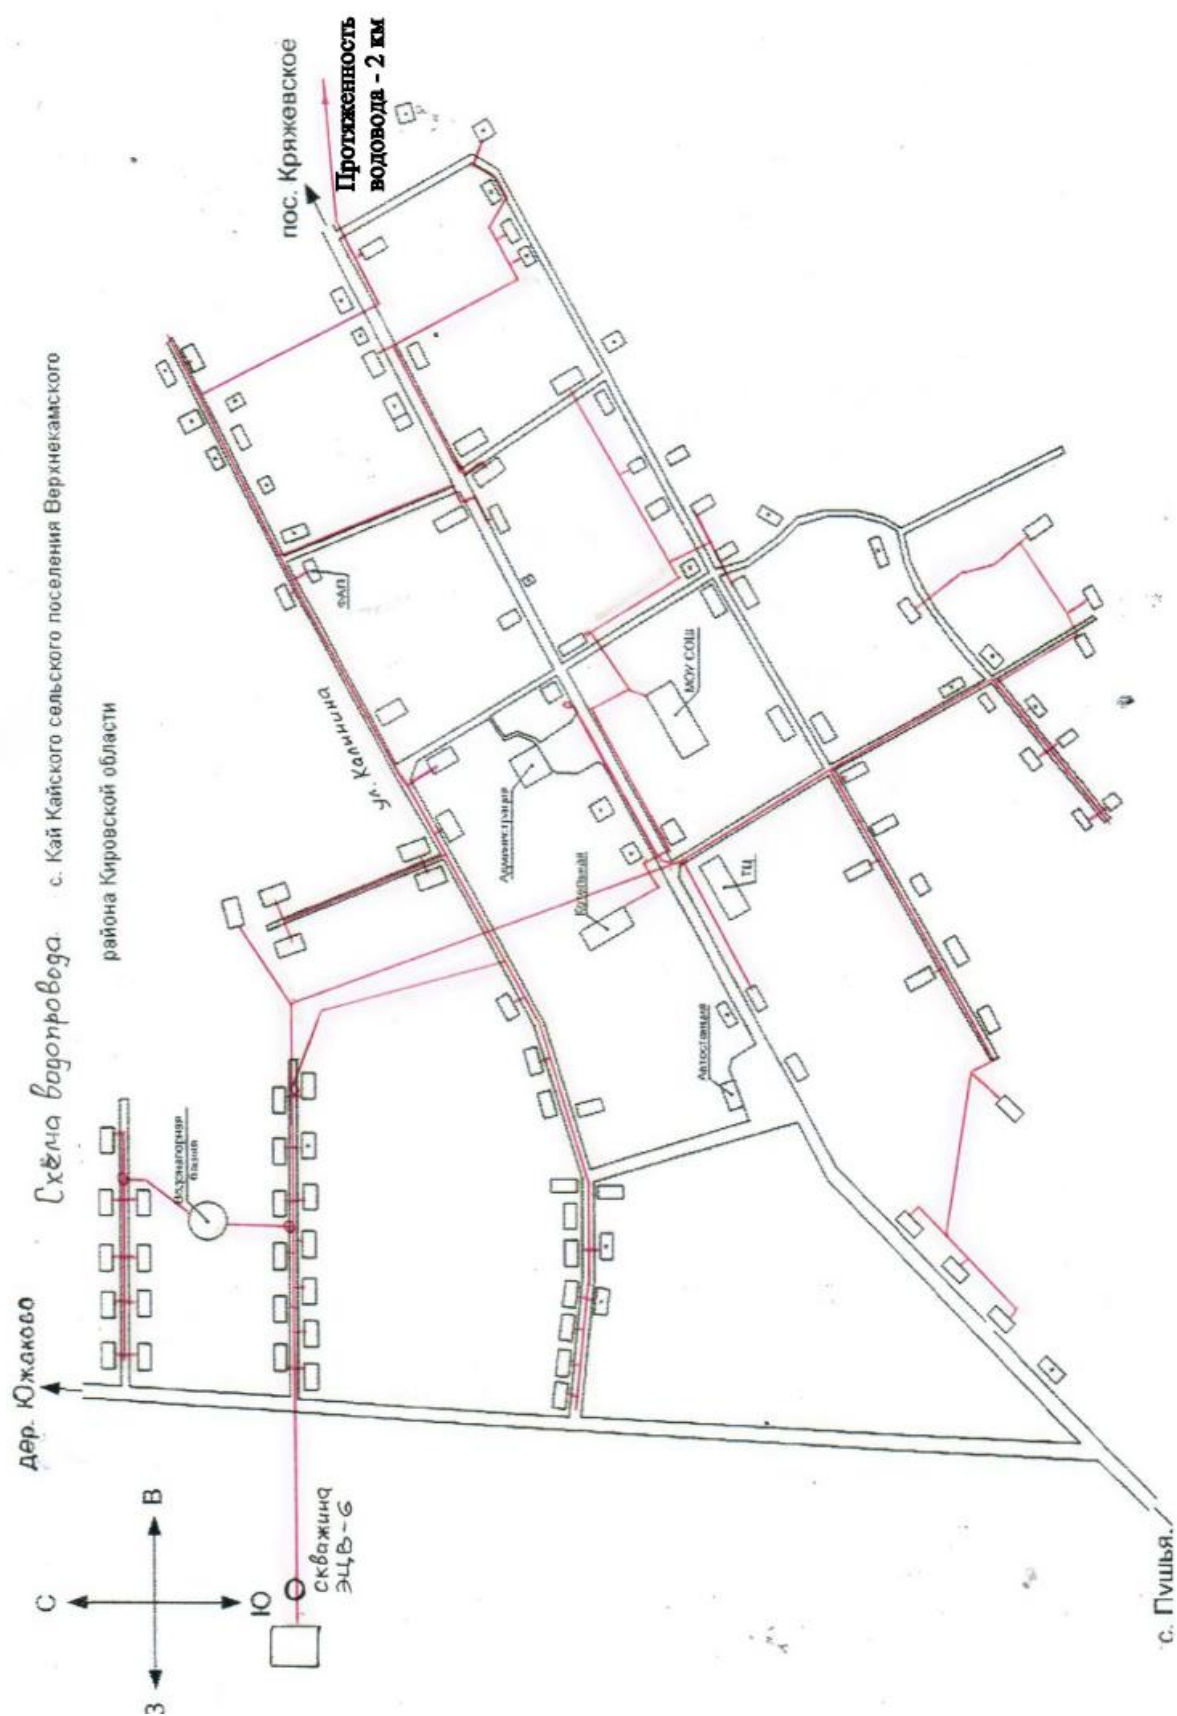 Схема водопровода с. Кай Кайского сельского поселения Верхнекамского
района Кировской области
дер. Южаково
пос. Кряжевское
Протяженность
водовода - 2 км
С
В
Ю
З
скважина
ЭЦВ-6
Водонапорная
башня
ул. Калинина
ФАП
Администрация
Котельная
МОУ СОШ
ТЦ
Автостанция
с. Пушья.